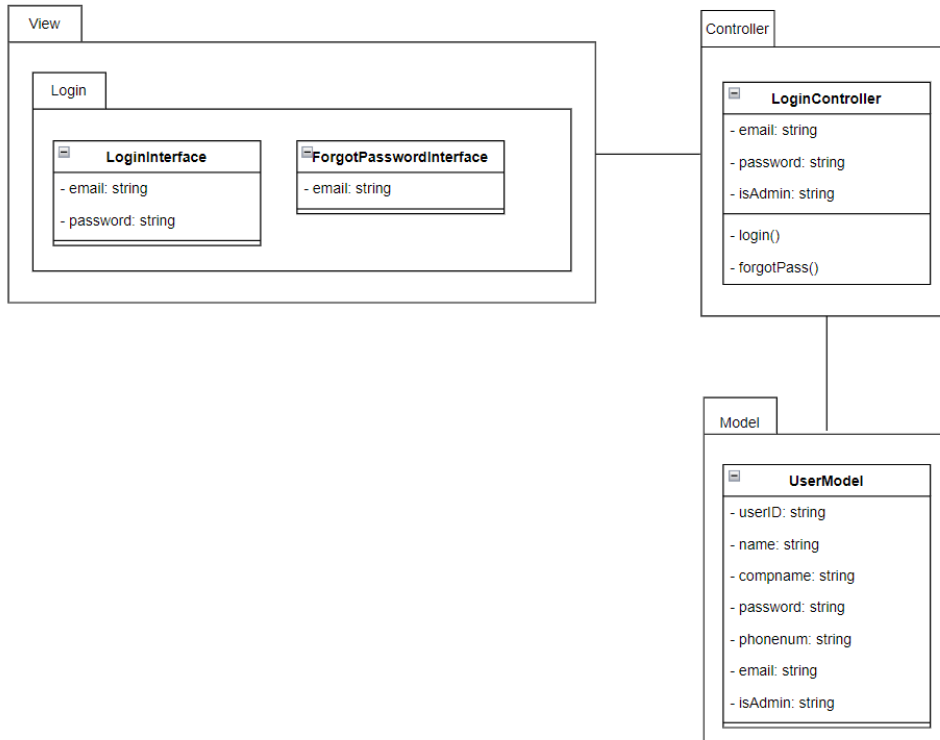 View
Login
LoginInterface
- email: string
- password: string
ForgotPasswordInterface
- email: string
Controller
LoginController
- email: string
- password: string
- isAdmin: string
- login()
- forgotPass()
Model
UserModel
- userID: string
- name: string
- compname: string
- password: string
- phonenum: string
- email: string
- isAdmin: string